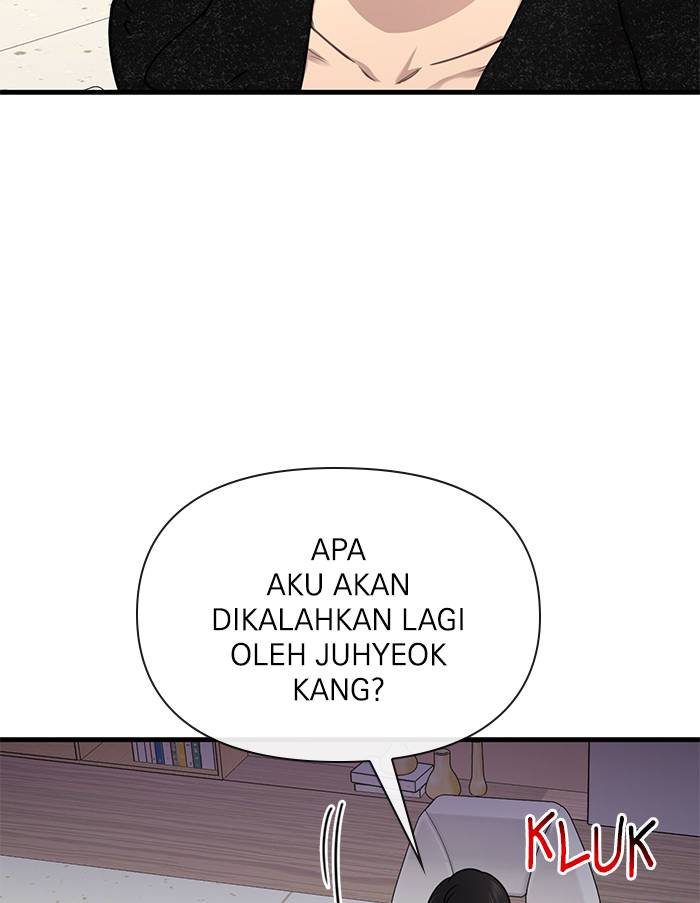 APA
AKU AKAN
DIKALAHKAN LAGI
OLEH JUHYEOK
KANG?
KLUK